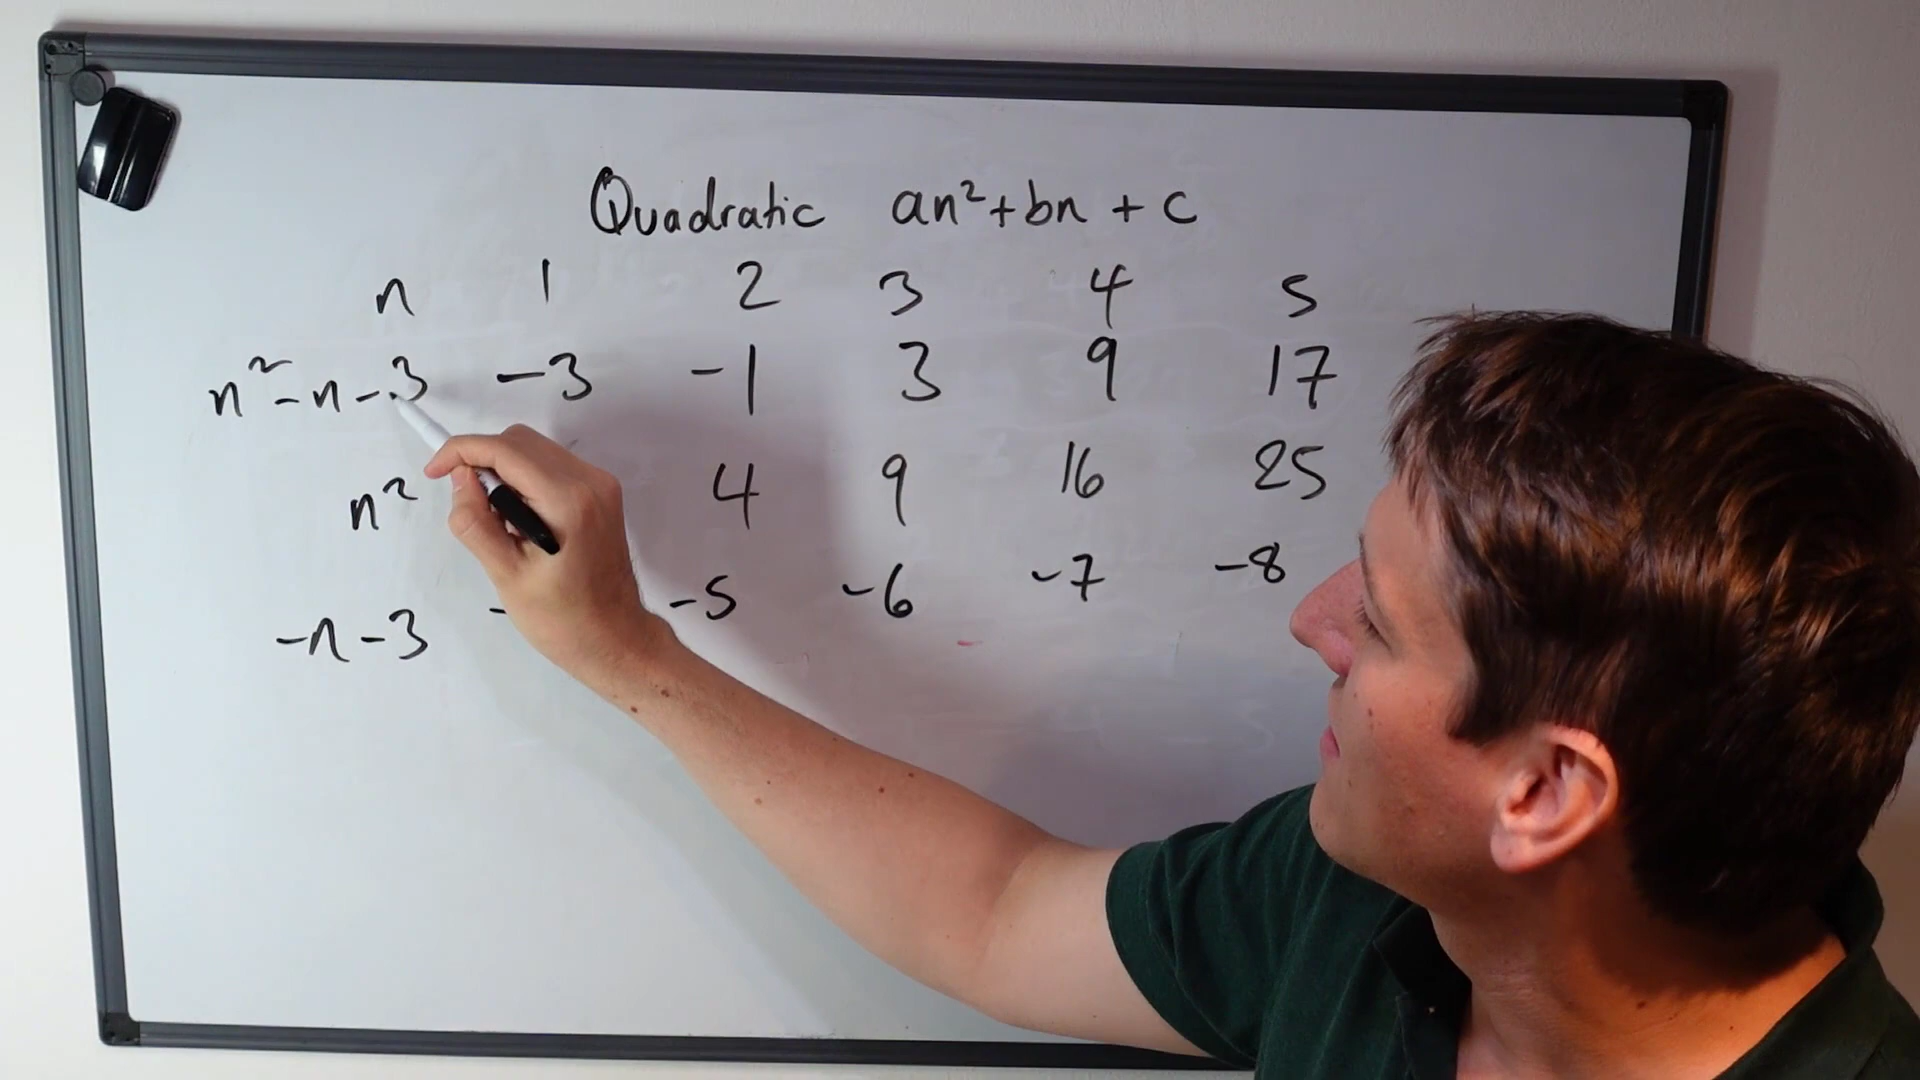 Quadratic an²+bn + c
n 1 2 3 4 5
n²-n-3 -3 -1 3 9 17
n² 4 9 16 25
-n-3 - -5 -6 -7 -8